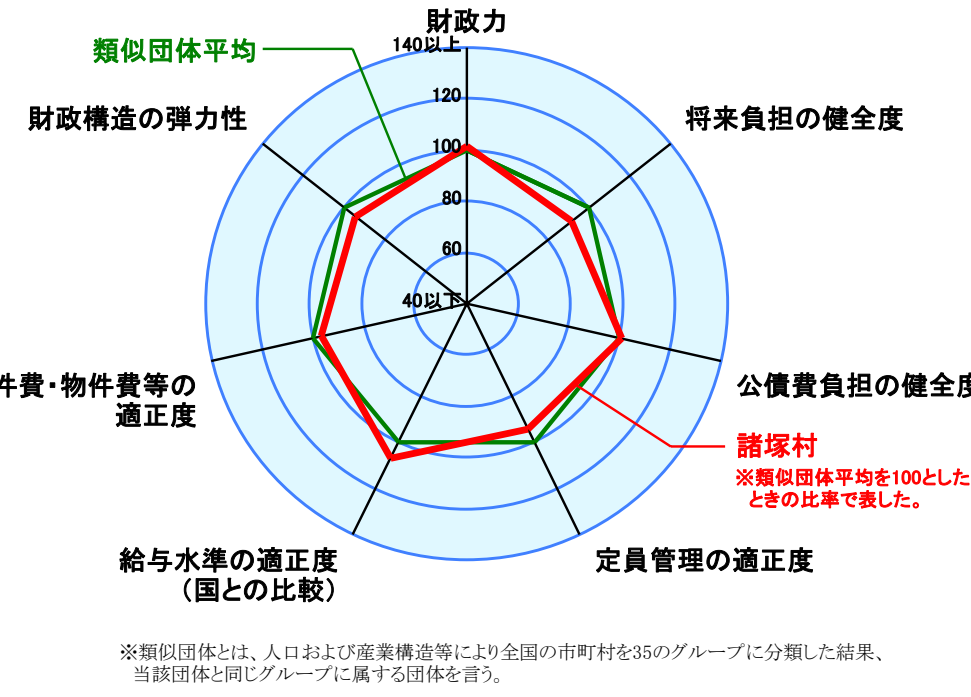 財政力
140以上
類似団体平均
120
財政構造の弾力性
将来負担の健全度
100
80
60
40以下
件費・物件費等の
適正度
公債費負担の健全度
諸塚村
※類似団体平均を100とした
ときの比率で表した。
給与水準の適正度
（国との比較）
定員管理の適正度
※類似団体とは、人口および産業構造等により全国の市町村を35のグループに分類した結果、
当該団体と同じグループに属する団体を言う。